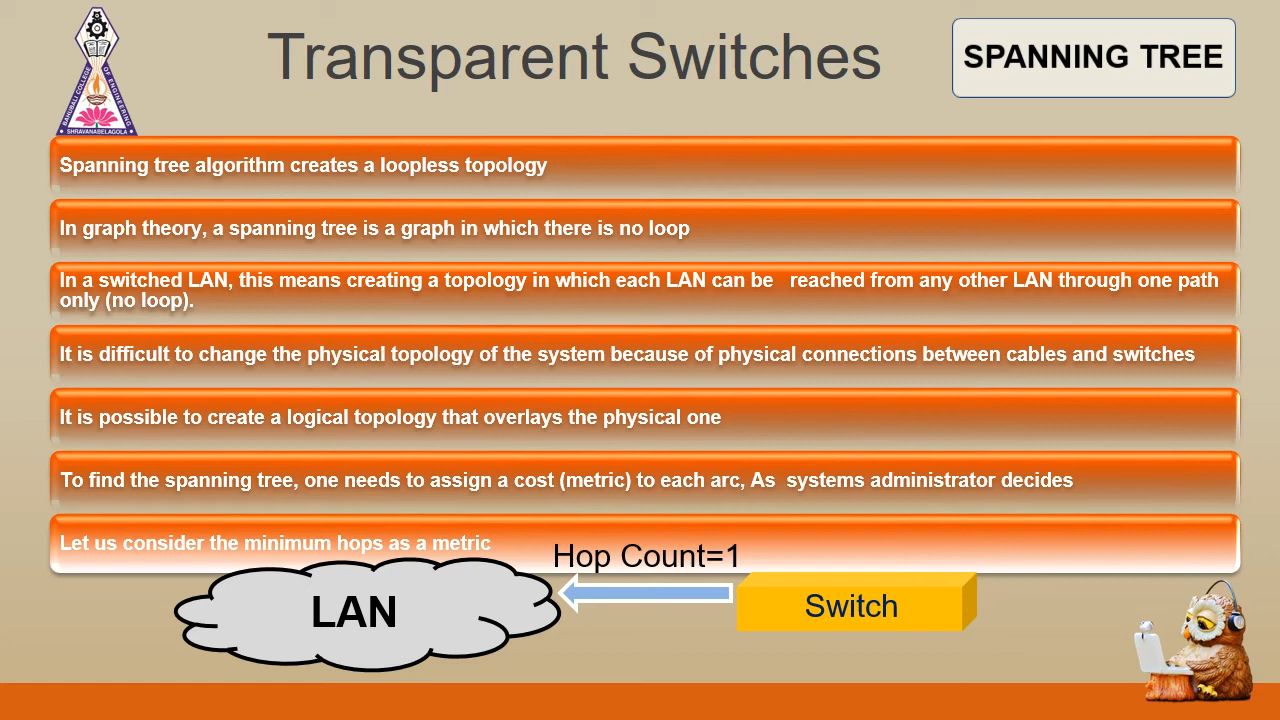 Transparent Switches
SPANNING TREE
BAHUBALI COLLEGE OF ENGINEERING
SHRAVANABELAGOLA
Spanning tree algorithm creates a loopless topology
In graph theory, a spanning tree is a graph in which there is no loop
In a switched LAN, this means creating a topology in which each LAN can be   reached from any other LAN through one path
only (no loop).
It is difficult to change the physical topology of the system because of physical connections between cables and switches
It is possible to create a logical topology that overlays the physical one
To find the spanning tree, one needs to assign a cost (metric) to each arc, As  systems administrator decides
Let us consider the minimum hops as a metric
Hop Count=1
LAN
Switch